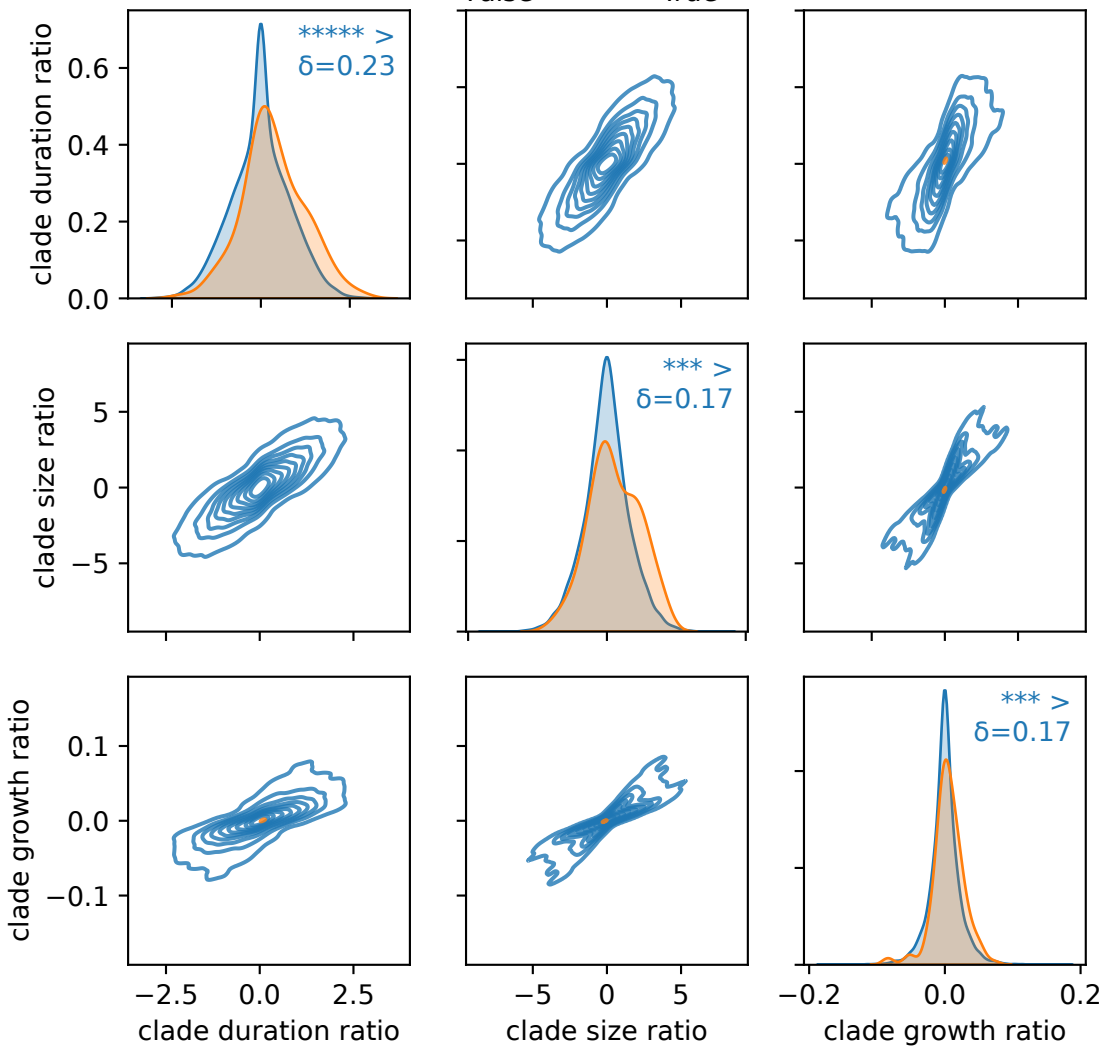 clade duration ratio
0.6
0.4
0.2
0.0
***** >
δ=0.23
clade size ratio
5
0
−5
*** >
δ=0.17
clade growth ratio
0.1
0.0
−0.1
*** >
δ=0.17
−2.5 0.0 2.5
−5 0 5
−0.2 0.0 0.2
clade duration ratio
clade size ratio
clade growth ratio